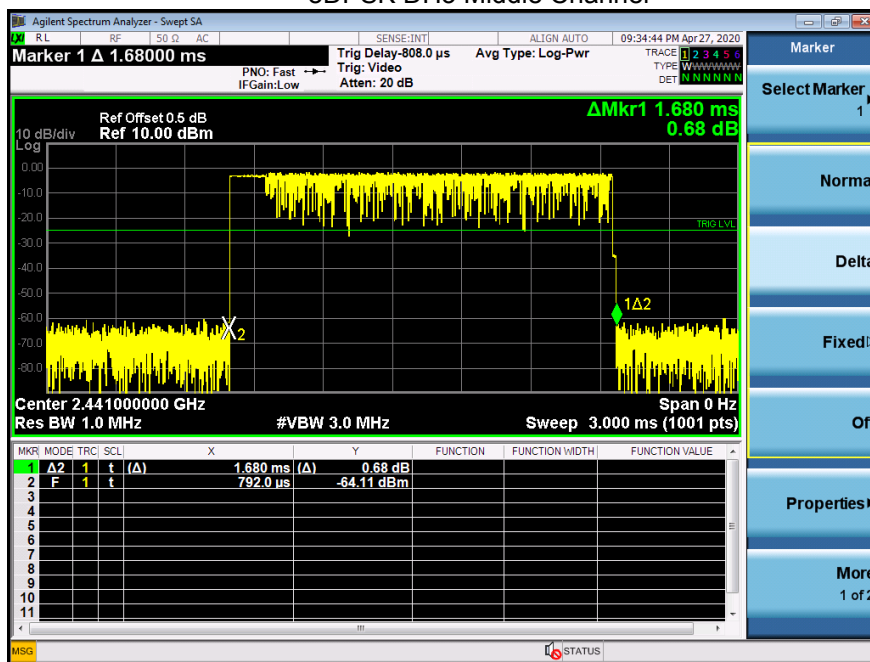 Agilent Spectrum Analyzer - Swept SA
LXI RL RF 50 Ω AC SENSE:INT ALIGN AUTO 09:34:44 PM Apr 27, 2020
Marker 1 Δ 1.68000 ms
Trig Delay-808.0 µs Avg Type: Log-Pwr TRACE 1 2 3 4 5 6
PNO: Fast Trig: Video TYPE WWWWWW
IFGain:Low Atten: 20 dB DET N N N N N N
Marker
Select Marker
1
Ref Offset 0.5 dB
10 dB/div Ref 10.00 dBm
Log
ΔMkr1 1.680 ms
0.68 dB
0.00
-10.0
-20.0
-30.0
-40.0
-50.0
-60.0
-70.0
-80.0
TRIG LVL
1Δ2
2
Center 2.441000000 GHz Span 0 Hz
Res BW 1.0 MHz #VBW 3.0 MHz Sweep 3.000 ms (1001 pts)
MKR MODE TRC SCL X Y FUNCTION FUNCTION WIDTH FUNCTION VALUE
1 Δ2 1 t (Δ) 1.680 ms (Δ) 0.68 dB
2 F 1 t 792.0 µs -64.11 dBm
3
4
5
6
7
8
9
10
11
Norma
Delta
Fixed
Of
Properties
More
1 of 2
MSG STATUS